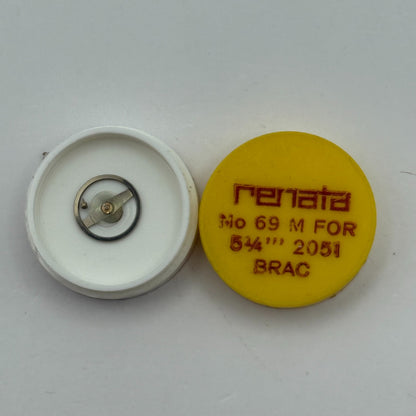 renata
No 69 M FOR
5¼''' 2051
BRAC